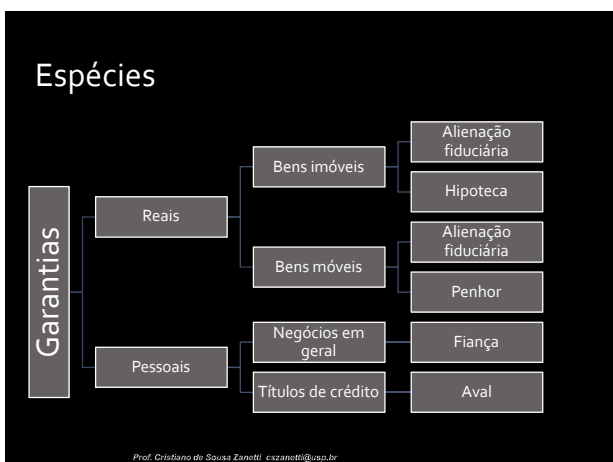 Espécies
Garantias
Reais
Bens imóveis
Alienação
fiduciária
Hipoteca
Bens móveis
Alienação
fiduciária
Penhor
Pessoais
Negócios em
geral
Fiança
Títulos de crédito
Aval
Prof. Cristiano de Sousa Zanetti cszanetti@usp.br